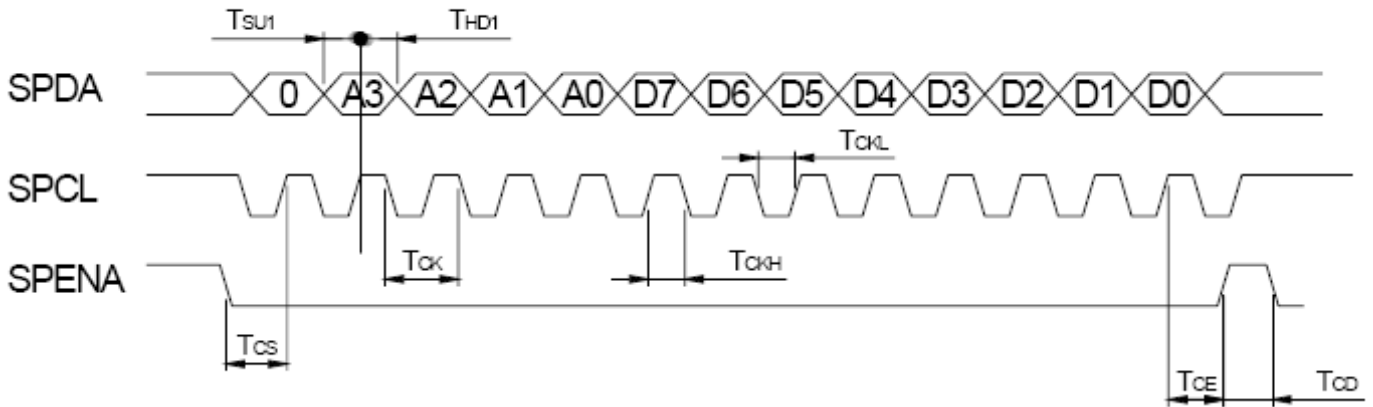 TSU1 THD1
SPDA 0 A3 A2 A1 A0 D7 D6 D5 D4 D3 D2 D1 D0
TCKL
SPCL
TCK TCKH
SPENA
TCS TCE TCD